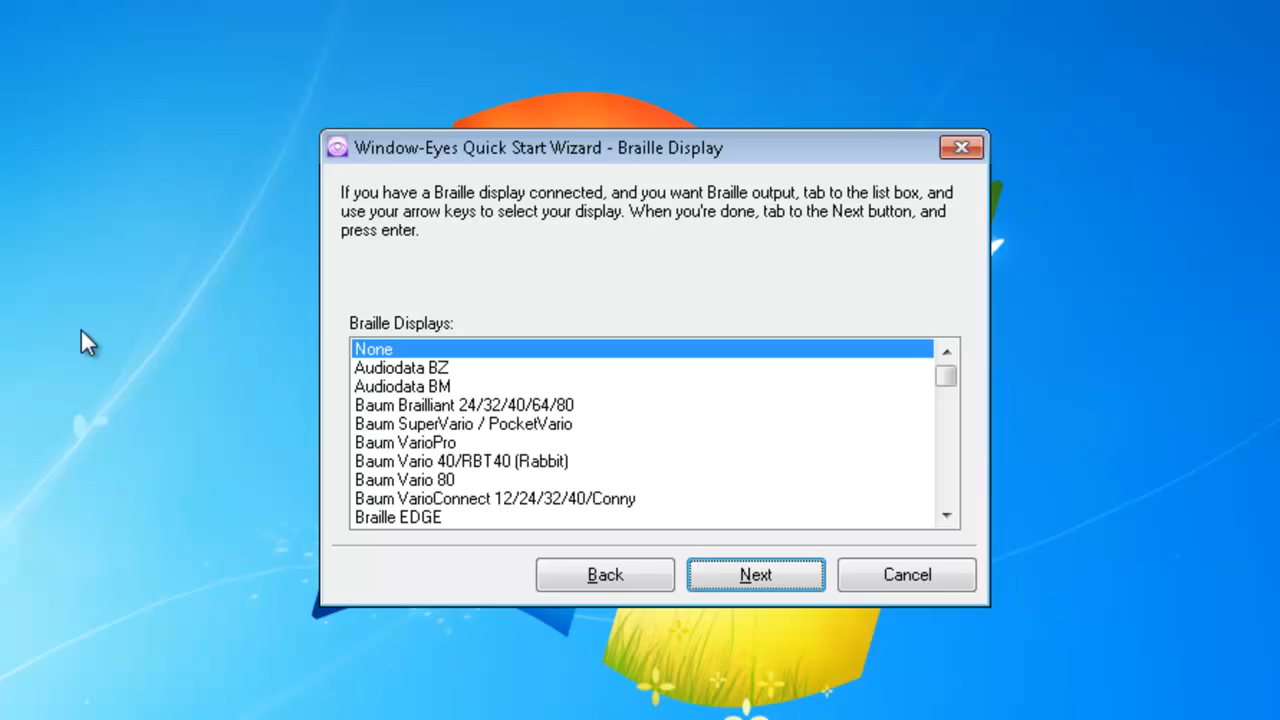 Window-Eyes Quick Start Wizard - Braille Display
If you have a Braille display connected, and you want Braille output, tab to the list box, and
use your arrow keys to select your display. When you're done, tab to the Next button, and
press enter.
Braille Displays:
None
Audiodata BZ
Audiodata BM
Baum Brailliant 24/32/40/64/80
Baum SuperVario / PocketVario
Baum VarioPro
Baum Vario 40/RBT40 (Rabbit)
Baum Vario 80
Baum VarioConnect 12/24/32/40/Conny
Braille EDGE
Back
Next
Cancel